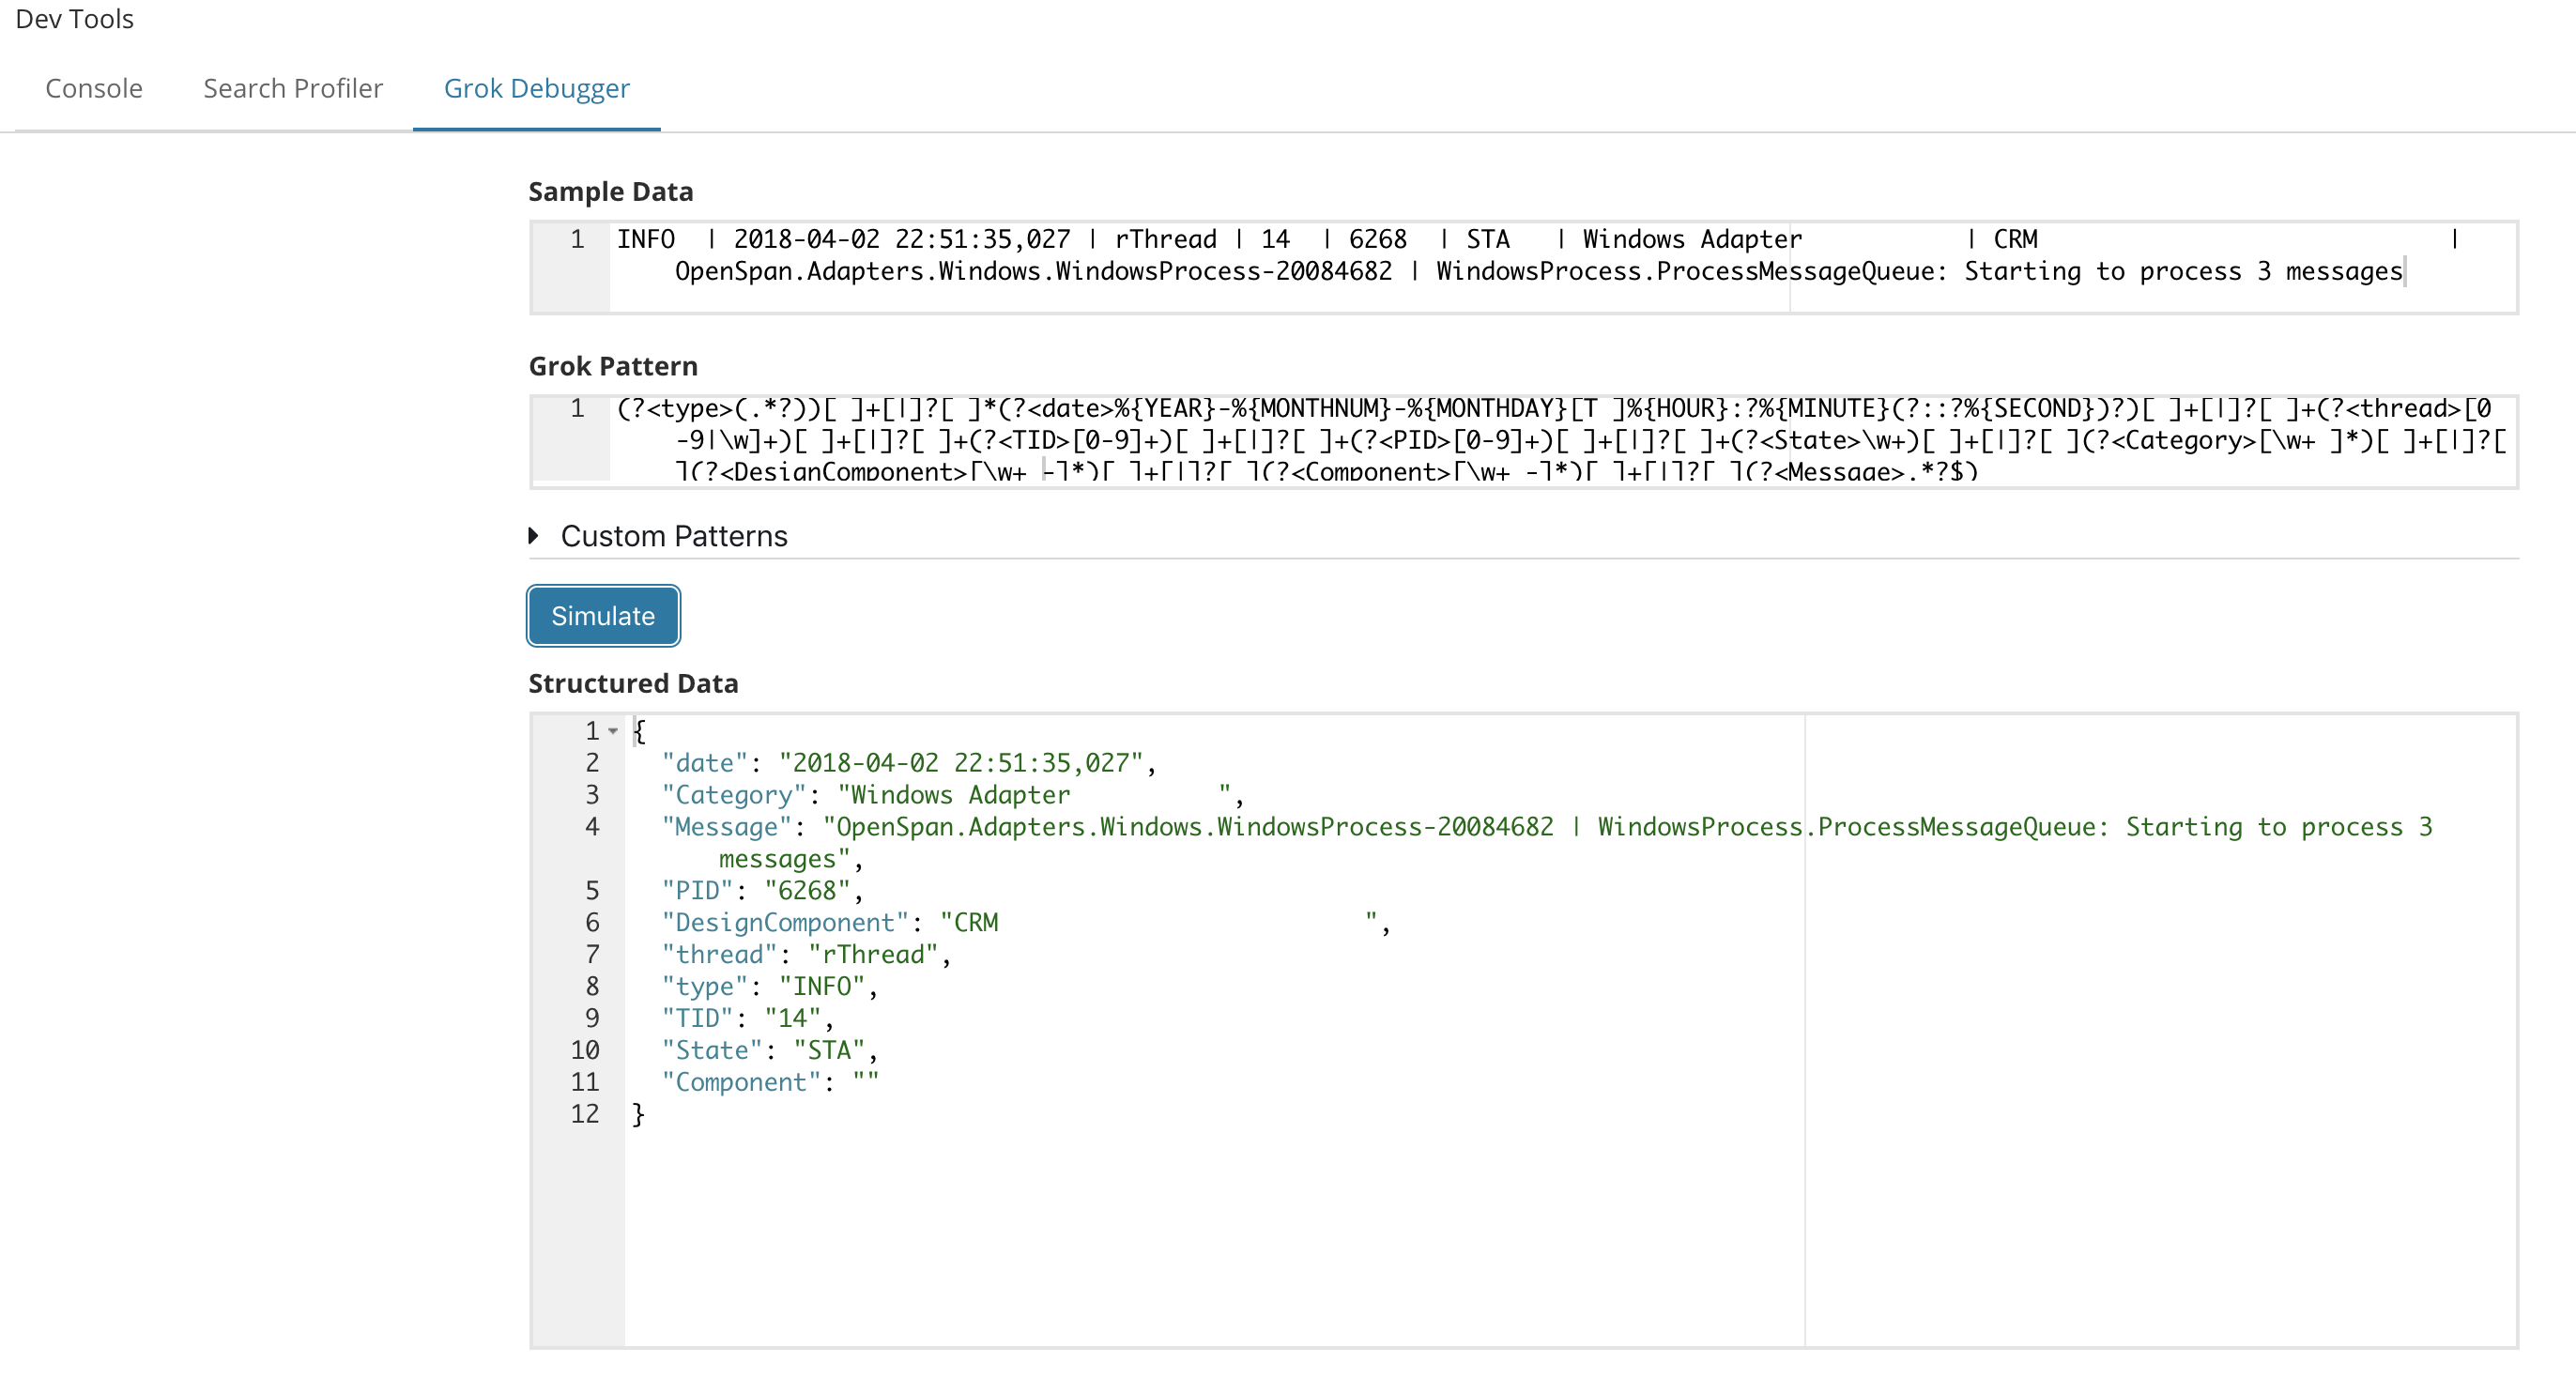 Dev Tools
Console Search Profiler Grok Debugger
Sample Data
1 INFO  | 2018-04-02 22:51:35,027 | rThread | 14  | 6268  | STA   | Windows Adapter           | CRM                            |
OpenSpan.Adapters.Windows.WindowsProcess-20084682 | WindowsProcess.ProcessMessageQueue: Starting to process 3 messages
Grok Pattern
1 (?<type>(.*?))[ ]+[|]?[ ]*(?<date>%{YEAR}-%{MONTHNUM}-%{MONTHDAY}[T ]%{HOUR}:?%{MINUTE}(?::?%{SECOND})?)[ ]+[|]?[ ]+(?<thread>[0
-9|\w]+)[ ]+[|]?[ ]+(?<TID>[0-9]+)[ ]+[|]?[ ]+(?<PID>[0-9]+)[ ]+[|]?[ ]+(?<State>\w+)[ ]+[|]?[ ](?<Category>[\w+ ]*)[ ]+[|]?[
](?<DesignComponent>[\w+ -]*)[ ]+[|]?[ ](?<Component>[\w+ -]*)[ ]+[|]?[ ](?<Message>.*?$)
Custom Patterns
Simulate
Structured Data
1 {
2 "date": "2018-04-02 22:51:35,027",
3 "Category": "Windows Adapter          ",
4 "Message": "OpenSpan.Adapters.Windows.WindowsProcess-20084682 | WindowsProcess.ProcessMessageQueue: Starting to process 3
messages",
5 "PID": "6268",
6 "DesignComponent": "CRM                         ",
7 "thread": "rThread",
8 "type": "INFO",
9 "TID": "14",
10 "State": "STA",
11 "Component": ""
12 }